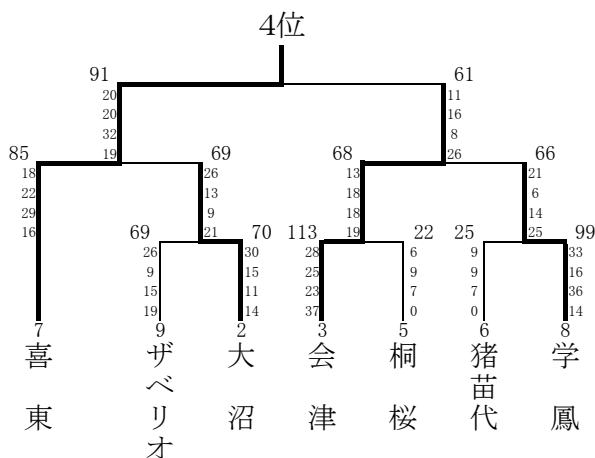 4位
91 61
20 11
20 16
32 8
19 26
85 69 68 66
18 26 13 21
22 13 18 6
29 9 18 14
16 21 19 25
69 70 113 22 25 99
26 30 28 6 9 33
9 15 25 9 9 16
15 11 23 7 7 36
19 14 37 0 0 14
7 9 2 3 5 6 8
喜東
ザベリオ
大沼
会津
桐桜
猪苗代
学鳳